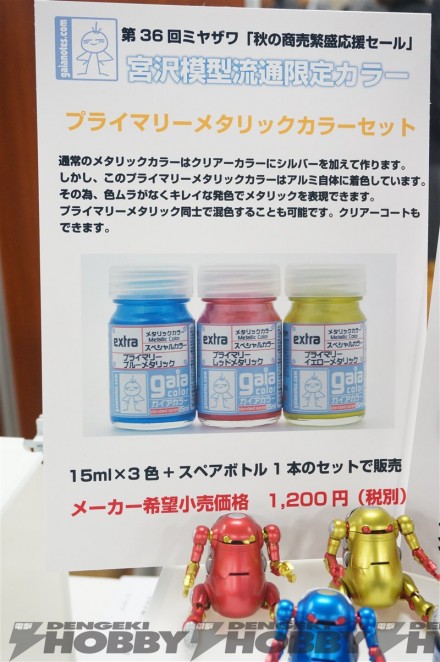 gaianotes.com
第36回ミヤザワ「秋の商売繁盛応援セール」
宮沢模型流通限定カラー
プライマリーメタリックカラーセット
通常のメタリックカラーはクリアーカラーにシルバーを加えて作ります。
しかし、このプライマリーメタリックカラーはアルミ自体に着色しています。
その為、色ムラがなくキレイな発色でメタリックを表現できます。
プライマリーメタリック同士で混色することも可能です。クリアーコートも
できます。
extra
メタリックカラー
Metallic Color
スペシャルカラー
プライマリー
ブルーメタリック
gaia
color
ガイアカラー
extra
メタリックカラー
Metallic Color
スペシャルカラー
プライマリー
レッドメタリック
gaia
color
ガイアカラー
extra
メタリックカラー
Metallic Color
スペシャルカラー
プライマリー
イエローメタリック
gaia
color
ガイアカラー
15ml×3色+スペアボトル1本のセットで販売
メーカー希望小売価格 1,200円（税別）
電撃 DENGEKI
HOBBY
電撃 DENGEKI
HOBBY